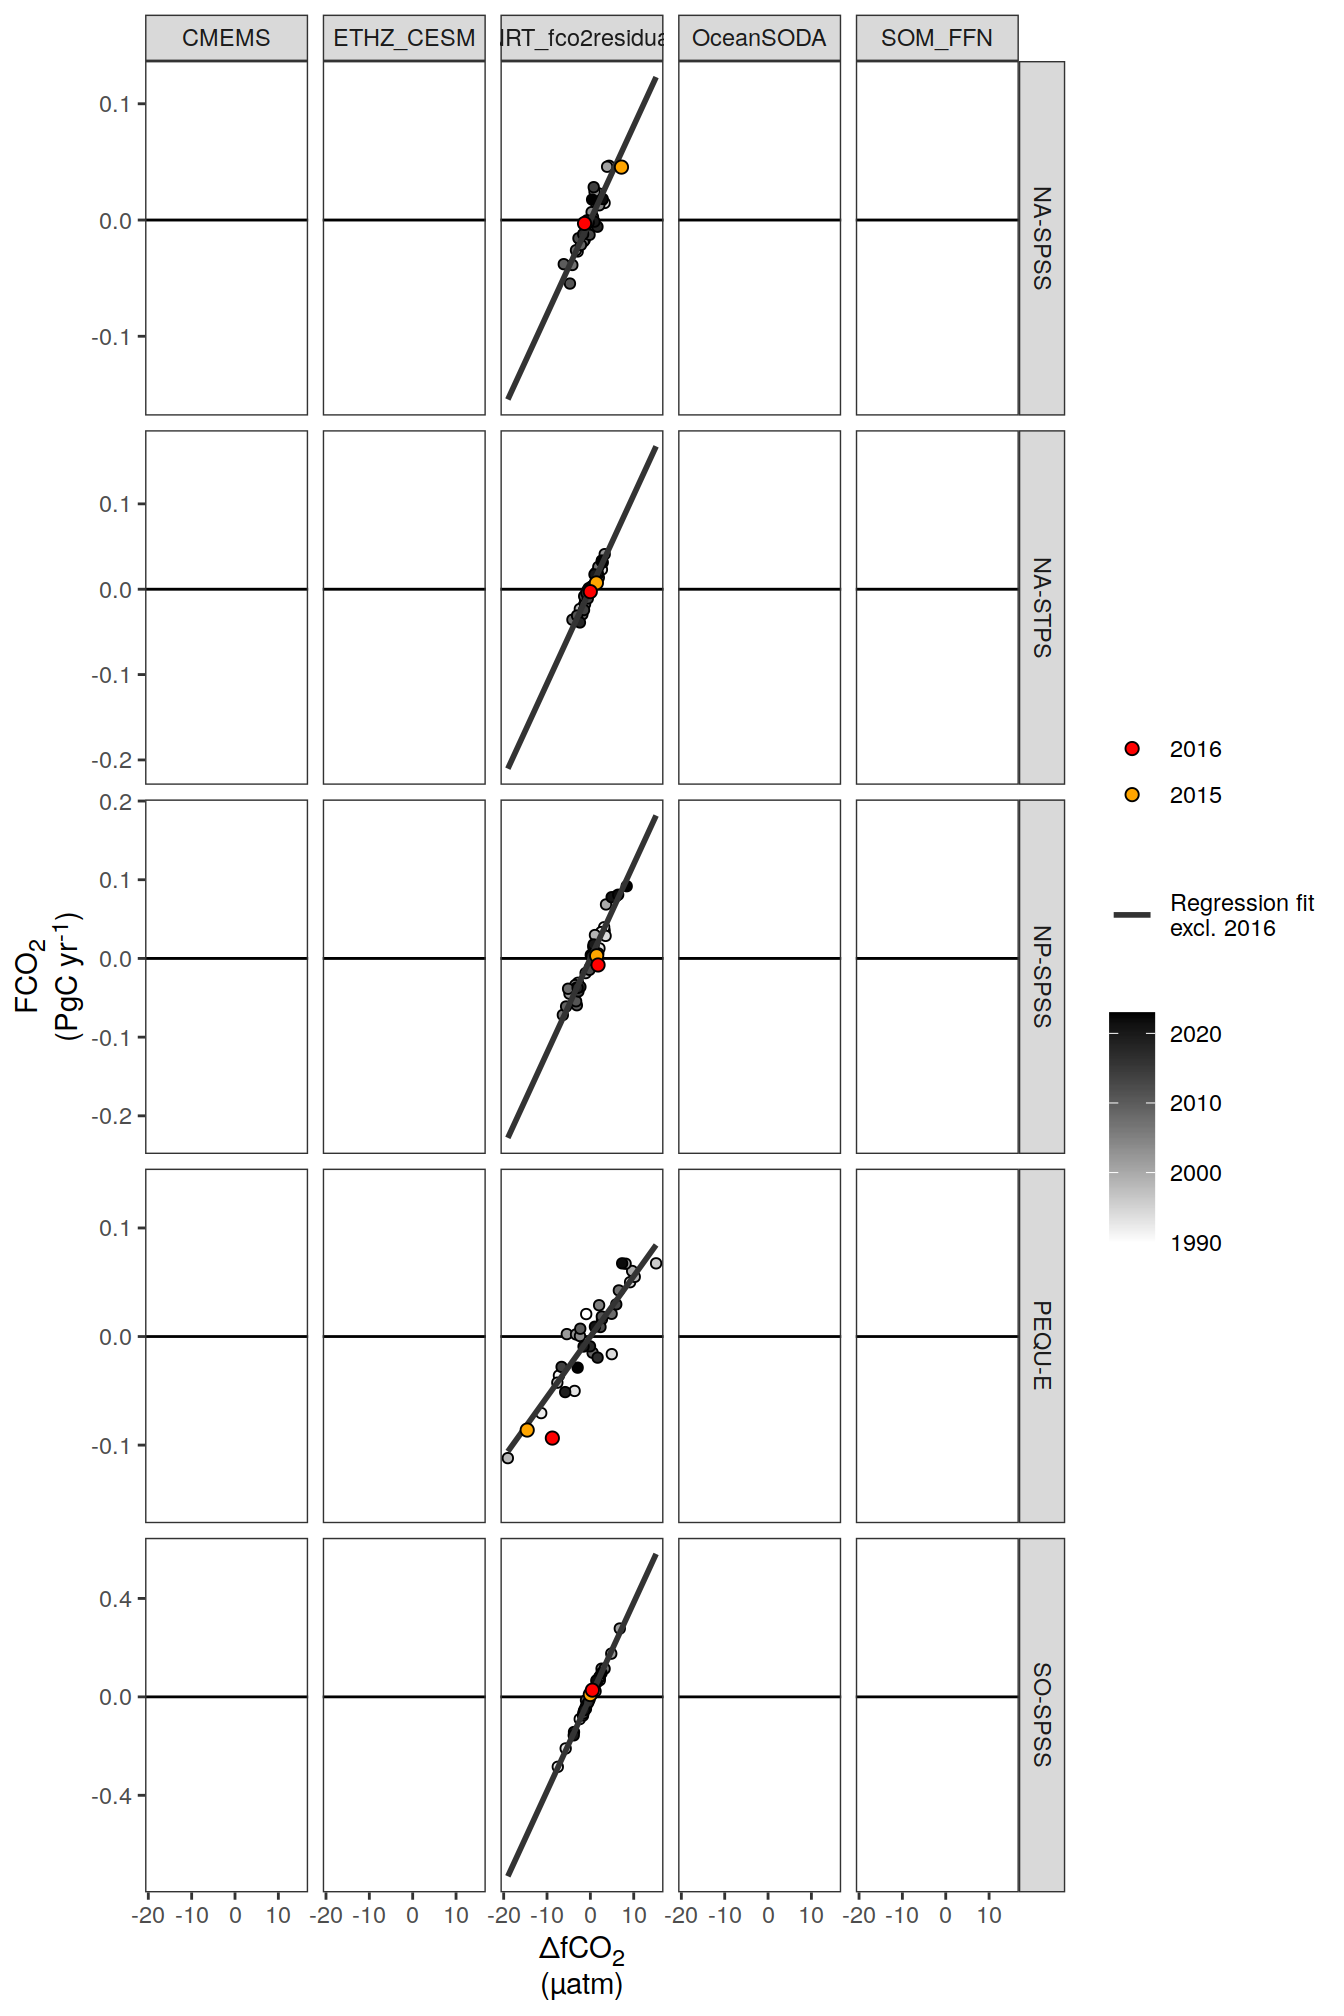 CMEMS ETHZ_CESM NRT_fco2residua OceanSODA SOM_FFN
0.1
0.0
-0.1
NA-SPSS
0.1
0.0
-0.1
-0.2
NA-STPS
0.2
0.1
0.0
-0.1
-0.2
NP-SPSS
0.1
0.0
-0.1
PEQU-E
0.4
0.0
-0.4
SO-SPSS
-20 -10 0 10 -20 -10 0 10 -20 -10 0 10 -20 -10 0 10 -20 -10 0 10
ΔfCO₂
(µatm)
FCO₂
(PgC yr⁻¹)
2016
2015
Regression fit
excl. 2016
2020
2010
2000
1990